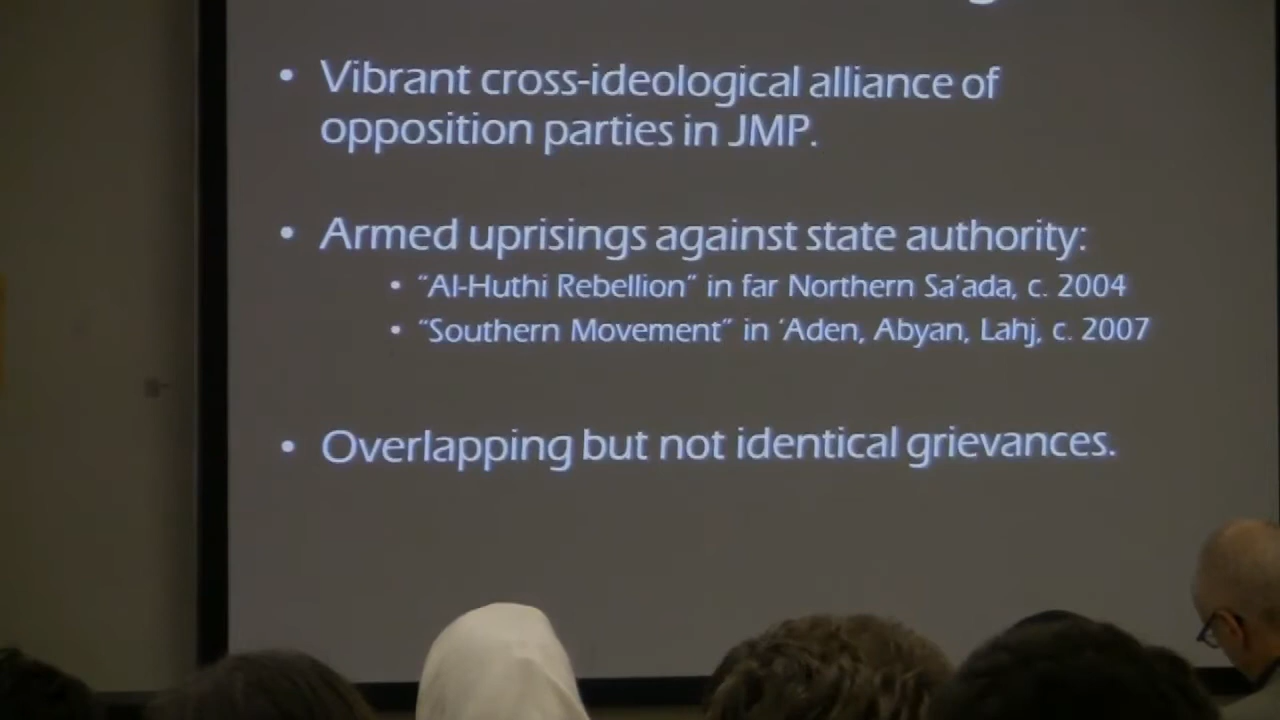 • Vibrant cross-ideological alliance of
opposition parties in JMP.
• Armed uprisings against state authority:
• “Al-Huthi Rebellion” in far Northern Sa‘ada, c. 2004
• “Southern Movement” in ‘Aden, Abyan, Lahj, c. 2007
• Overlapping but not identical grievances.